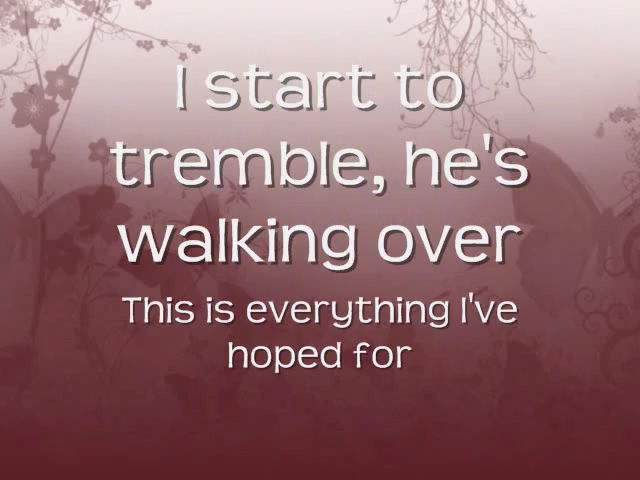 I start to
tremble, he's
walking over
This is everything I've
hoped for